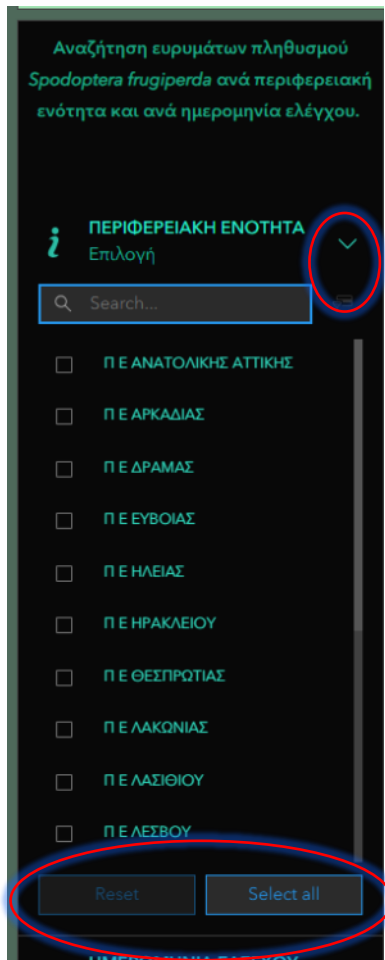 Αναζήτηση ευρυμάτων πληθυσμού
Spodoptera frugiperda ανά περιφερειακή
ενότητα και ανά ημερομηνία ελέγχου.
i
ΠΕΡΙΦΕΡΕΙΑΚΗ ΕΝΟΤΗΤΑ
Επιλογή
Search...
Π Ε ΑΝΑΤΟΛΙΚΗΣ ΑΤΤΙΚΗΣ
Π Ε ΑΡΚΑΔΙΑΣ
Π Ε ΔΡΑΜΑΣ
Π Ε ΕΥΒΟΙΑΣ
Π Ε ΗΛΕΙΑΣ
Π Ε ΗΡΑΚΛΕΙΟΥ
Π Ε ΘΕΣΠΡΩΤΙΑΣ
Π Ε ΛΑΚΩΝΙΑΣ
Π Ε ΛΑΣΙΘΙΟΥ
Π Ε ΛΕΣΒΟΥ
Reset Select all